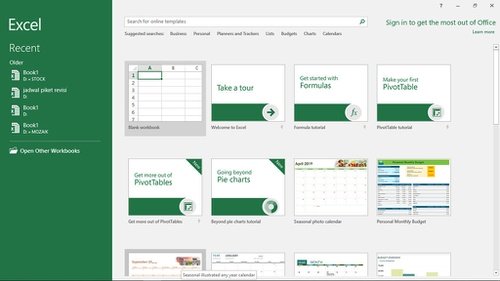 Excel
Recent
Older
Book1
D: » STOCK
jadwal piket revisi
D:
Book1
D:
Book1
D: » MOZAK
Open Other Workbooks
Search for online templates
Sign in to get the most out of Office
Learn more
Suggested searches: Business Personal Planners and Trackers Lists Budgets Charts Calendars
A B C
1
2
3
4
5
6
7
Blank workbook
Take a tour
Welcome to Excel
Get started with
Formulas
fx
Formula tutorial
Make your first
PivotTable
PivotTable tutorial
Get more out of
PivotTables
New
Get more out of PivotTables
Going beyond
Pie charts
New
Beyond pie charts tutorial
April 2019
Seasonal photo calendar
Personal Monthly Budget
Personal Monthly Budget
Seasonal illustrated any year calendar